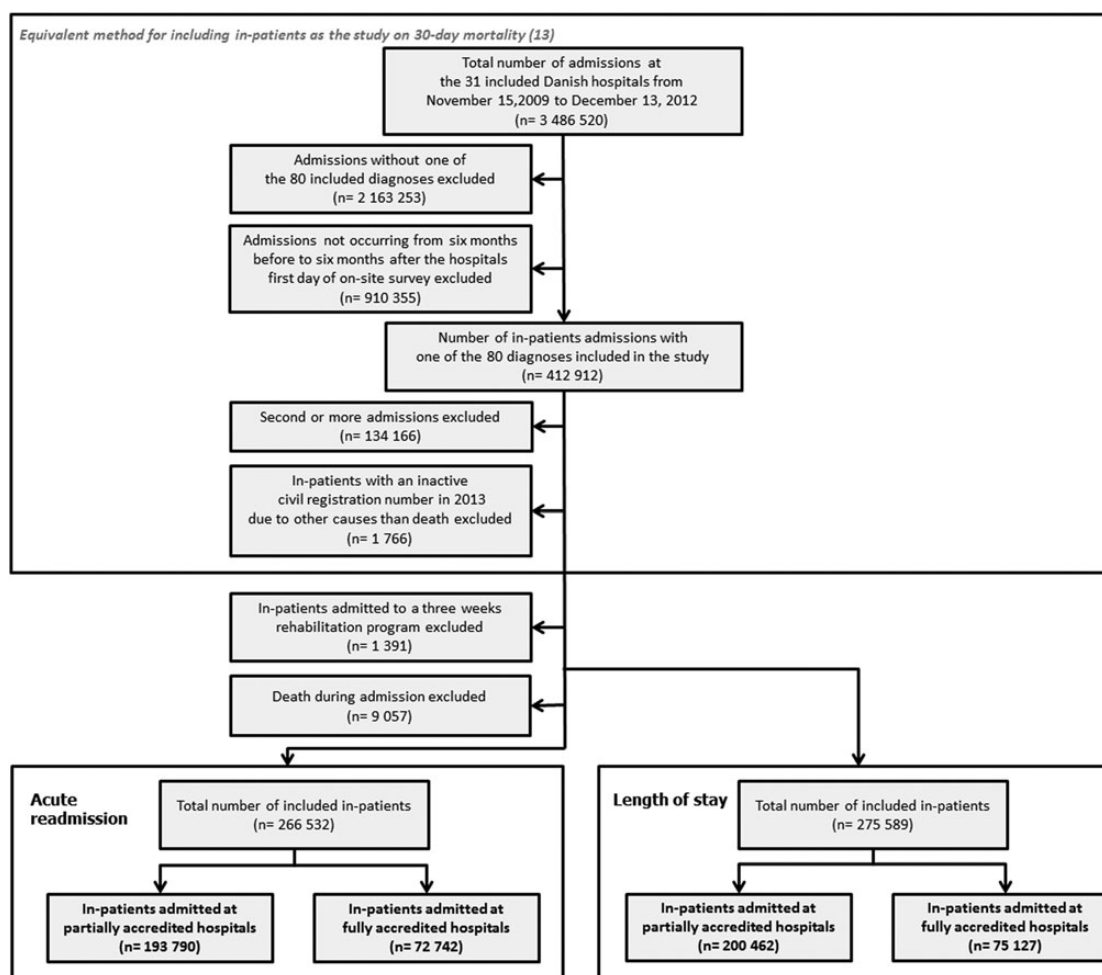 Equivalent method for including in-patients as the study on 30-day mortality (13)
Total number of admissions at
the 31 included Danish hospitals from
November 15,2009 to December 13, 2012
(n= 3 486 520)
Admissions without one of
the 80 included diagnoses excluded
(n= 2 163 253)
Admissions not occurring from six months
before to six months after the hospitals
first day of on-site survey excluded
(n= 910 355)
Number of in-patients admissions with
one of the 80 diagnoses included in the study
(n= 412 912)
Second or more admissions excluded
(n= 134 166)
In-patients with an inactive
civil registration number in 2013
due to other causes than death excluded
(n= 1 766)
In-patients admitted to a three weeks
rehabilitation program excluded
(n= 1 391)
Death during admission excluded
(n= 9 057)
Acute
readmission
Total number of included in-patients
(n= 266 532)
In-patients admitted at
partially accredited hospitals
(n= 193 790)
In-patients admitted at
fully accredited hospitals
(n= 72 742)
Length of stay
Total number of included in-patients
(n= 275 589)
In-patients admitted at
partially accredited hospitals
(n= 200 462)
In-patients admitted at
fully accredited hospitals
(n= 75 127)